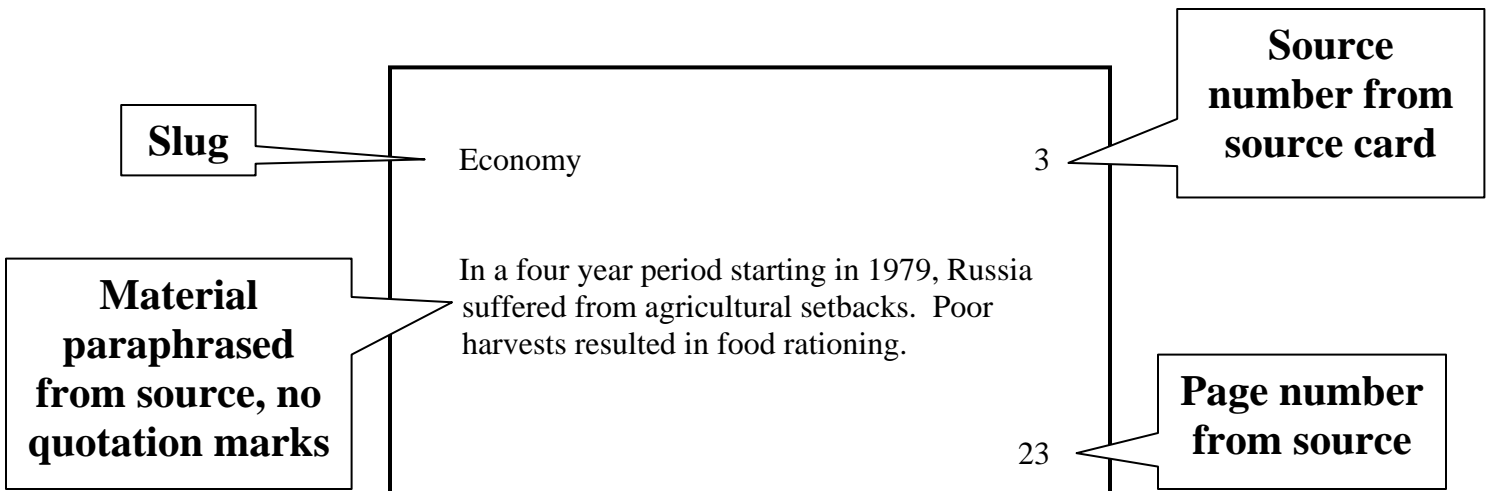 Source
number from
source card
Slug
Economy 3
Material
paraphrased
from source, no
quotation marks
In a four year period starting in 1979, Russia
suffered from agricultural setbacks.  Poor
harvests resulted in food rationing.
Page number
from source
23